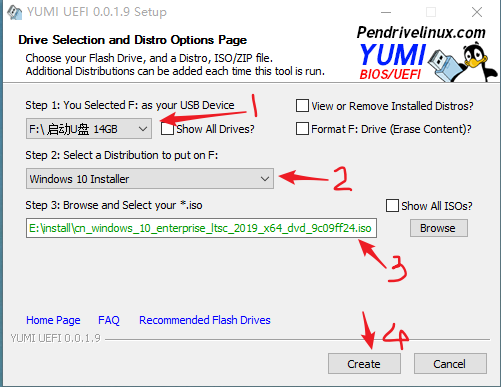 YUMI UEFI 0.0.1.9 Setup
Drive Selection and Distro Options Page
Choose your Flash Drive, and a Distro, ISO/ZIP file.
Additional Distributions can be added each time this tool is run.
Pendrivelinux.com
YUMI
BIOS/UEFI
Step 1: You Selected F: as your USB Device
1
View or Remove Installed Distros?
F:\ 启动U盘 14GB
Show All Drives?
Format F: Drive (Erase Content)?
Step 2: Select a Distribution to put on F:
Windows 10 Installer
2
Step 3: Browse and Select your *.iso
Show All ISOs?
E:\install\cn_windows_10_enterprise_ltsc_2019_x64_dvd_9c09ff24.iso
Browse
3
Home Page FAQ Recommended Flash Drives
YUMI UEFI 0.0.1.9
4
Create Cancel